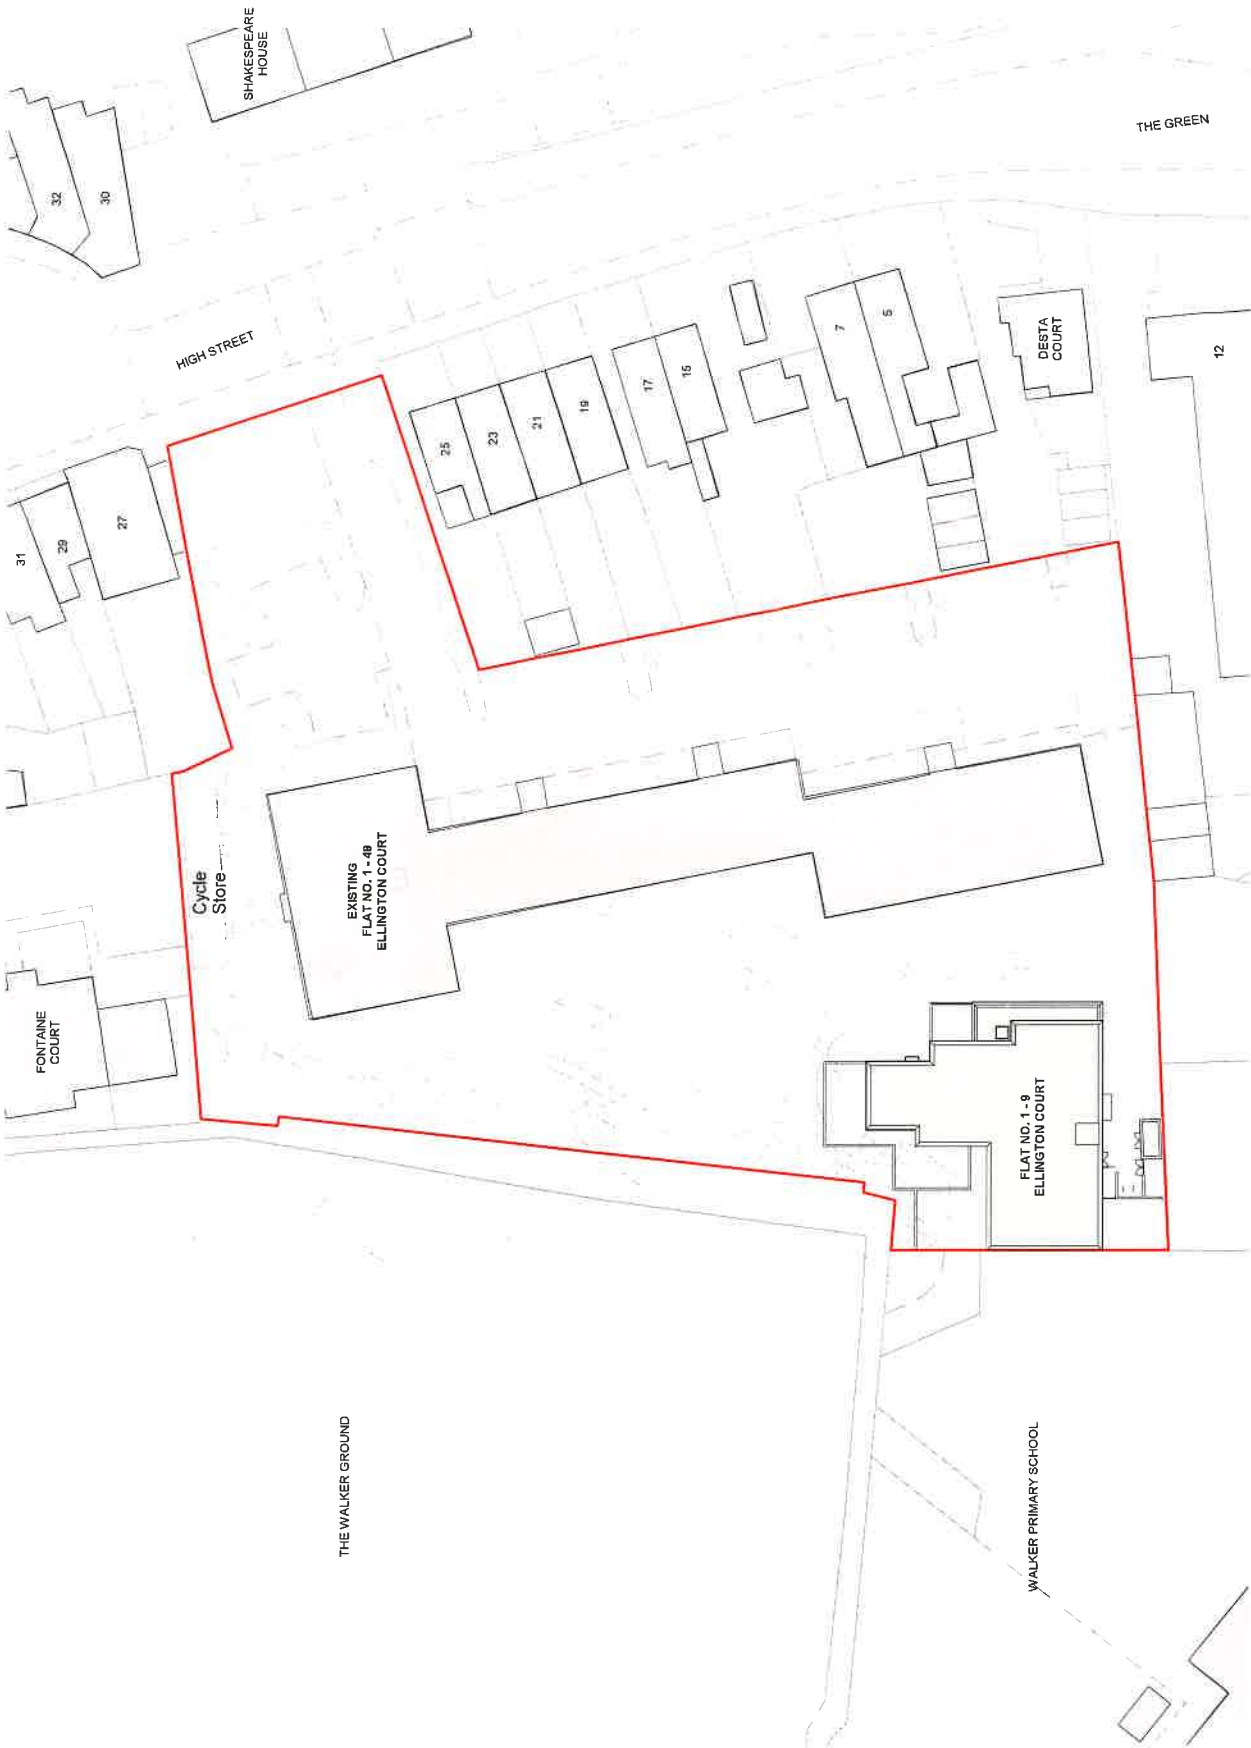 SHAKESPEARE
HOUSE
THE GREEN
32
30
HIGH STREET
31
29
27
25
23
21
19
17
15
7
5
DESTA
COURT
12
Cycle
Store
EXISTING
FLAT NO. 1 - 49
ELLINGTON COURT
FONTAINE
COURT
FLAT NO. 1 - 9
ELLINGTON COURT
THE WALKER GROUND
WALKER PRIMARY SCHOOL